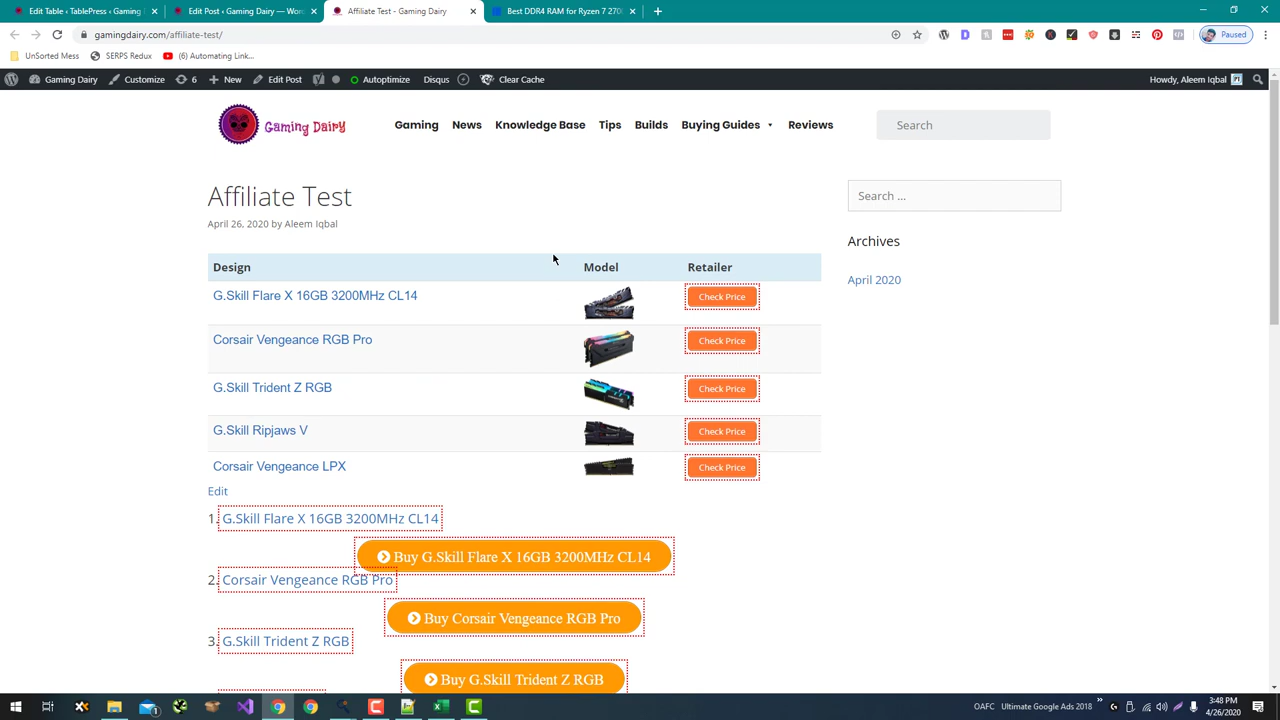 Edit Table ‹ TablePress ‹ Gaming
Edit Post ‹ Gaming Dairy — Wor
Affiliate Test - Gaming Dairy
Best DDR4 RAM for Ryzen 7 270
gamingdairy.com/affiliate-test/
Paused
UnSorted Mess
SERPS Redux
(6) Automating Link...
Gaming Dairy
Customize
6
New
Edit Post
Autoptimize
Disqus
Clear Cache
Howdy, Aleem Iqbal
Gaming Dairy
Gaming
News
Knowledge Base
Tips
Builds
Buying Guides
Reviews
Search
Affiliate Test
April 26, 2020 by Aleem Iqbal
Search ...
Archives
April 2020
Design Model Retailer
G.Skill Flare X 16GB 3200MHz CL14 Check Price
Corsair Vengeance RGB Pro Check Price
G.Skill Trident Z RGB Check Price
G.Skill Ripjaws V Check Price
Corsair Vengeance LPX Check Price
Edit
1. G.Skill Flare X 16GB 3200MHz CL14
Buy G.Skill Flare X 16GB 3200MHz CL14
2. Corsair Vengeance RGB Pro
Buy Corsair Vengeance RGB Pro
3. G.Skill Trident Z RGB
Buy G.Skill Trident Z RGB
OAFC
Ultimate Google Ads 2018
3:48 PM
4/26/2020